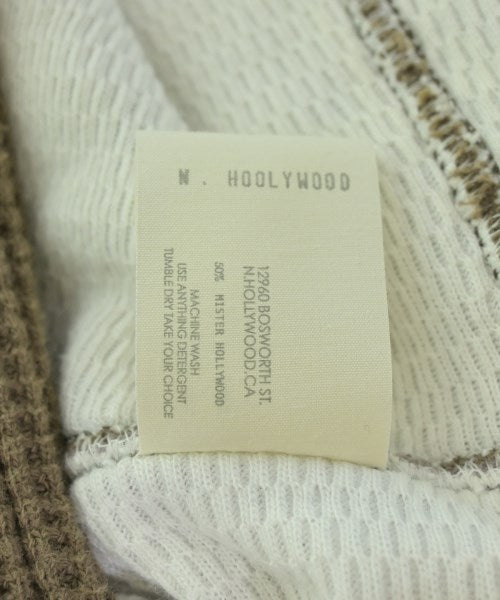 N. HOOLYWOOD
12960 BOSWORTH ST.
N.HOLLYWOOD.CA
50% MISTER HOLLYWOOD
MACHINE WASH
USE ANYTHING DETERGENT
TUMBLE DRY TAKE YOUR CHOICE